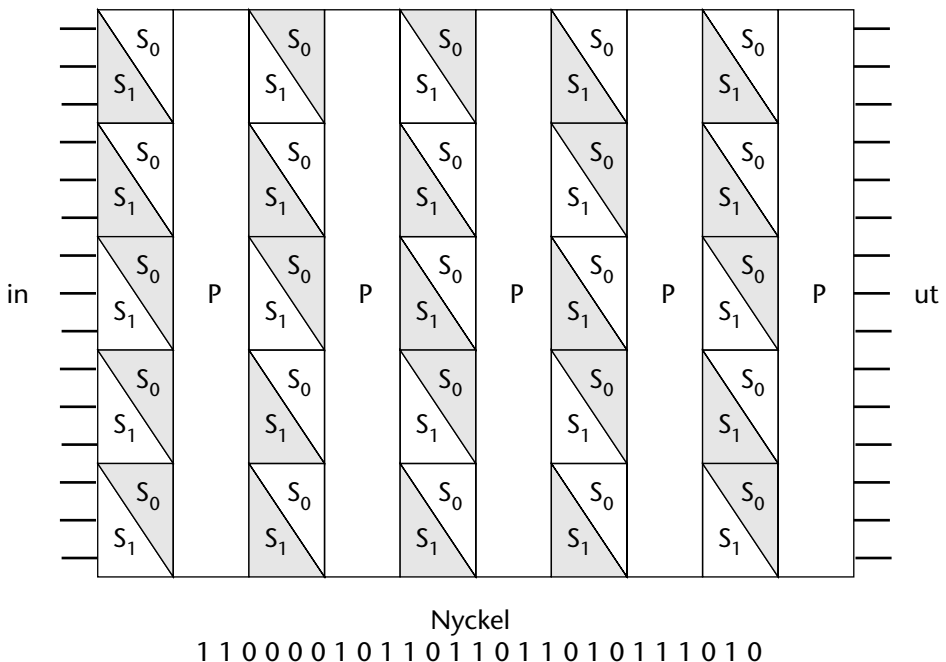 S₀ S₀ S₀ S₀ S₀
S₁ S₁ S₁ S₁ S₁
S₀ S₀ S₀ S₀ S₀
S₁ S₁ S₁ S₁ S₁
S₀ S₀ S₀ S₀ S₀
in P P P P P ut
S₁ S₁ S₁ S₁ S₁
S₀ S₀ S₀ S₀ S₀
S₁ S₁ S₁ S₁ S₁
S₀ S₀ S₀ S₀ S₀
S₁ S₁ S₁ S₁ S₁
Nyckel
1 1 0 0 0 0 1 0 1 1 0 1 1 0 1 1 0 1 0 1 1 1 0 1 0